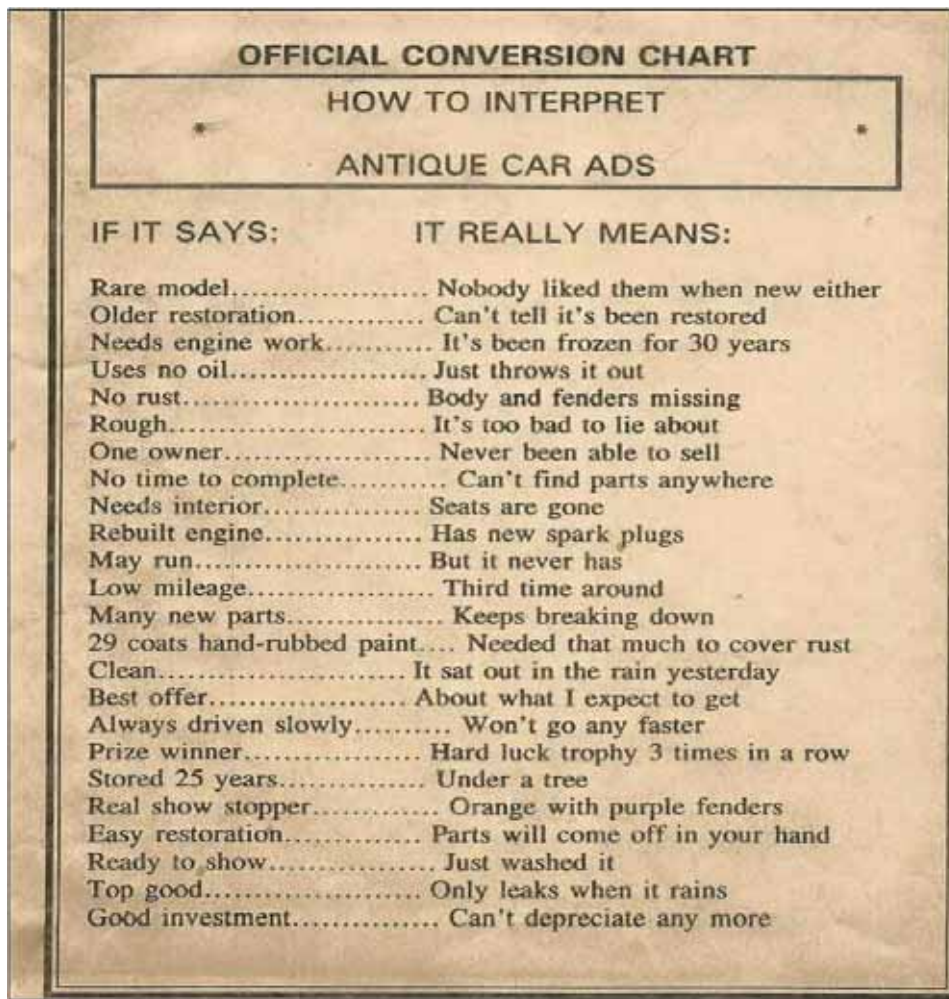 OFFICIAL CONVERSION CHART
HOW TO INTERPRET
ANTIQUE CAR ADS
IF IT SAYS: IT REALLY MEANS:
Rare model..................... Nobody liked them when new either
Older restoration............. Can't tell it's been restored
Needs engine work........... It's been frozen for 30 years
Uses no oil..................... Just throws it out
No rust......................... Body and fenders missing
Rough........................... It's too bad to lie about
One owner...................... Never been able to sell
No time to complete........... Can't find parts anywhere
Needs interior................ Seats are gone
Rebuilt engine................. Has new spark plugs
May run........................ But it never has
Low mileage.................... Third time around
Many new parts................. Keeps breaking down
29 coats hand-rubbed paint.... Needed that much to cover rust
Clean.......................... It sat out in the rain yesterday
Best offer..................... About what I expect to get
Always driven slowly.......... Won't go any faster
Prize winner................... Hard luck trophy 3 times in a row
Stored 25 years................ Under a tree
Real show stopper............. Orange with purple fenders
Easy restoration............... Parts will come off in your hand
Ready to show.................. Just washed it
Top good....................... Only leaks when it rains
Good investment................ Can't depreciate any more